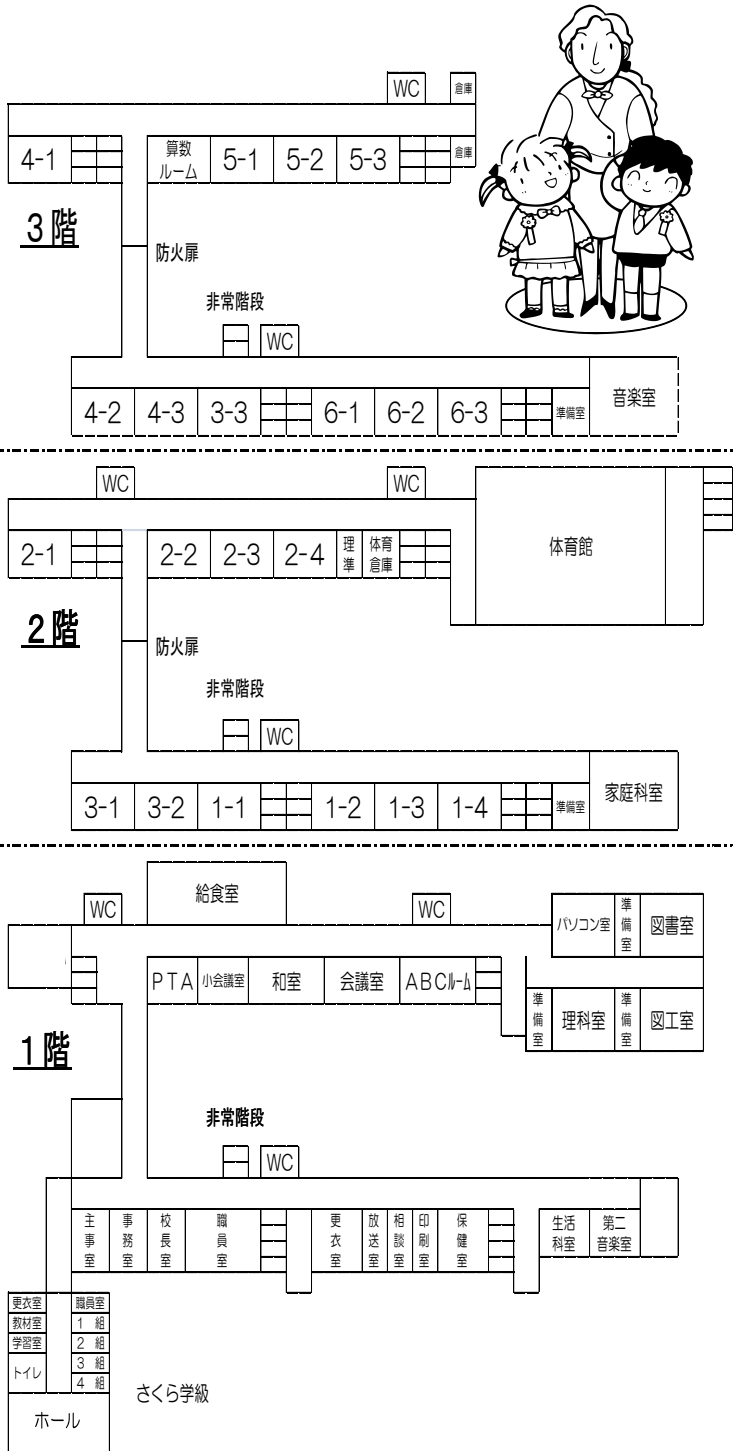 WC
倉庫
4-1
算数
ルーム
5-1
5-2
5-3
倉庫
3階
防火扉
非常階段
WC
4-2
4-3
3-3
6-1
6-2
6-3
準備室
音楽室
WC
WC
2-1
2-2
2-3
2-4
理準
体育
倉庫
体育館
2階
防火扉
非常階段
WC
3-1
3-2
1-1
1-2
1-3
1-4
準備室
家庭科室
給食室
WC
WC
パソコン室
準備室
図書室
PTA
小会議室
和室
会議室
ABCルーム
準備室
理科室
準備室
図工室
1階
非常階段
WC
主事室
事務室
校長室
職員室
更衣室
放送室
相談室
印刷室
保健室
生活
科室
第二
音楽室
更衣室
職員室
教材室
1 組
学習室
2 組
トイレ
3 組
4 組
さくら学級
ホール